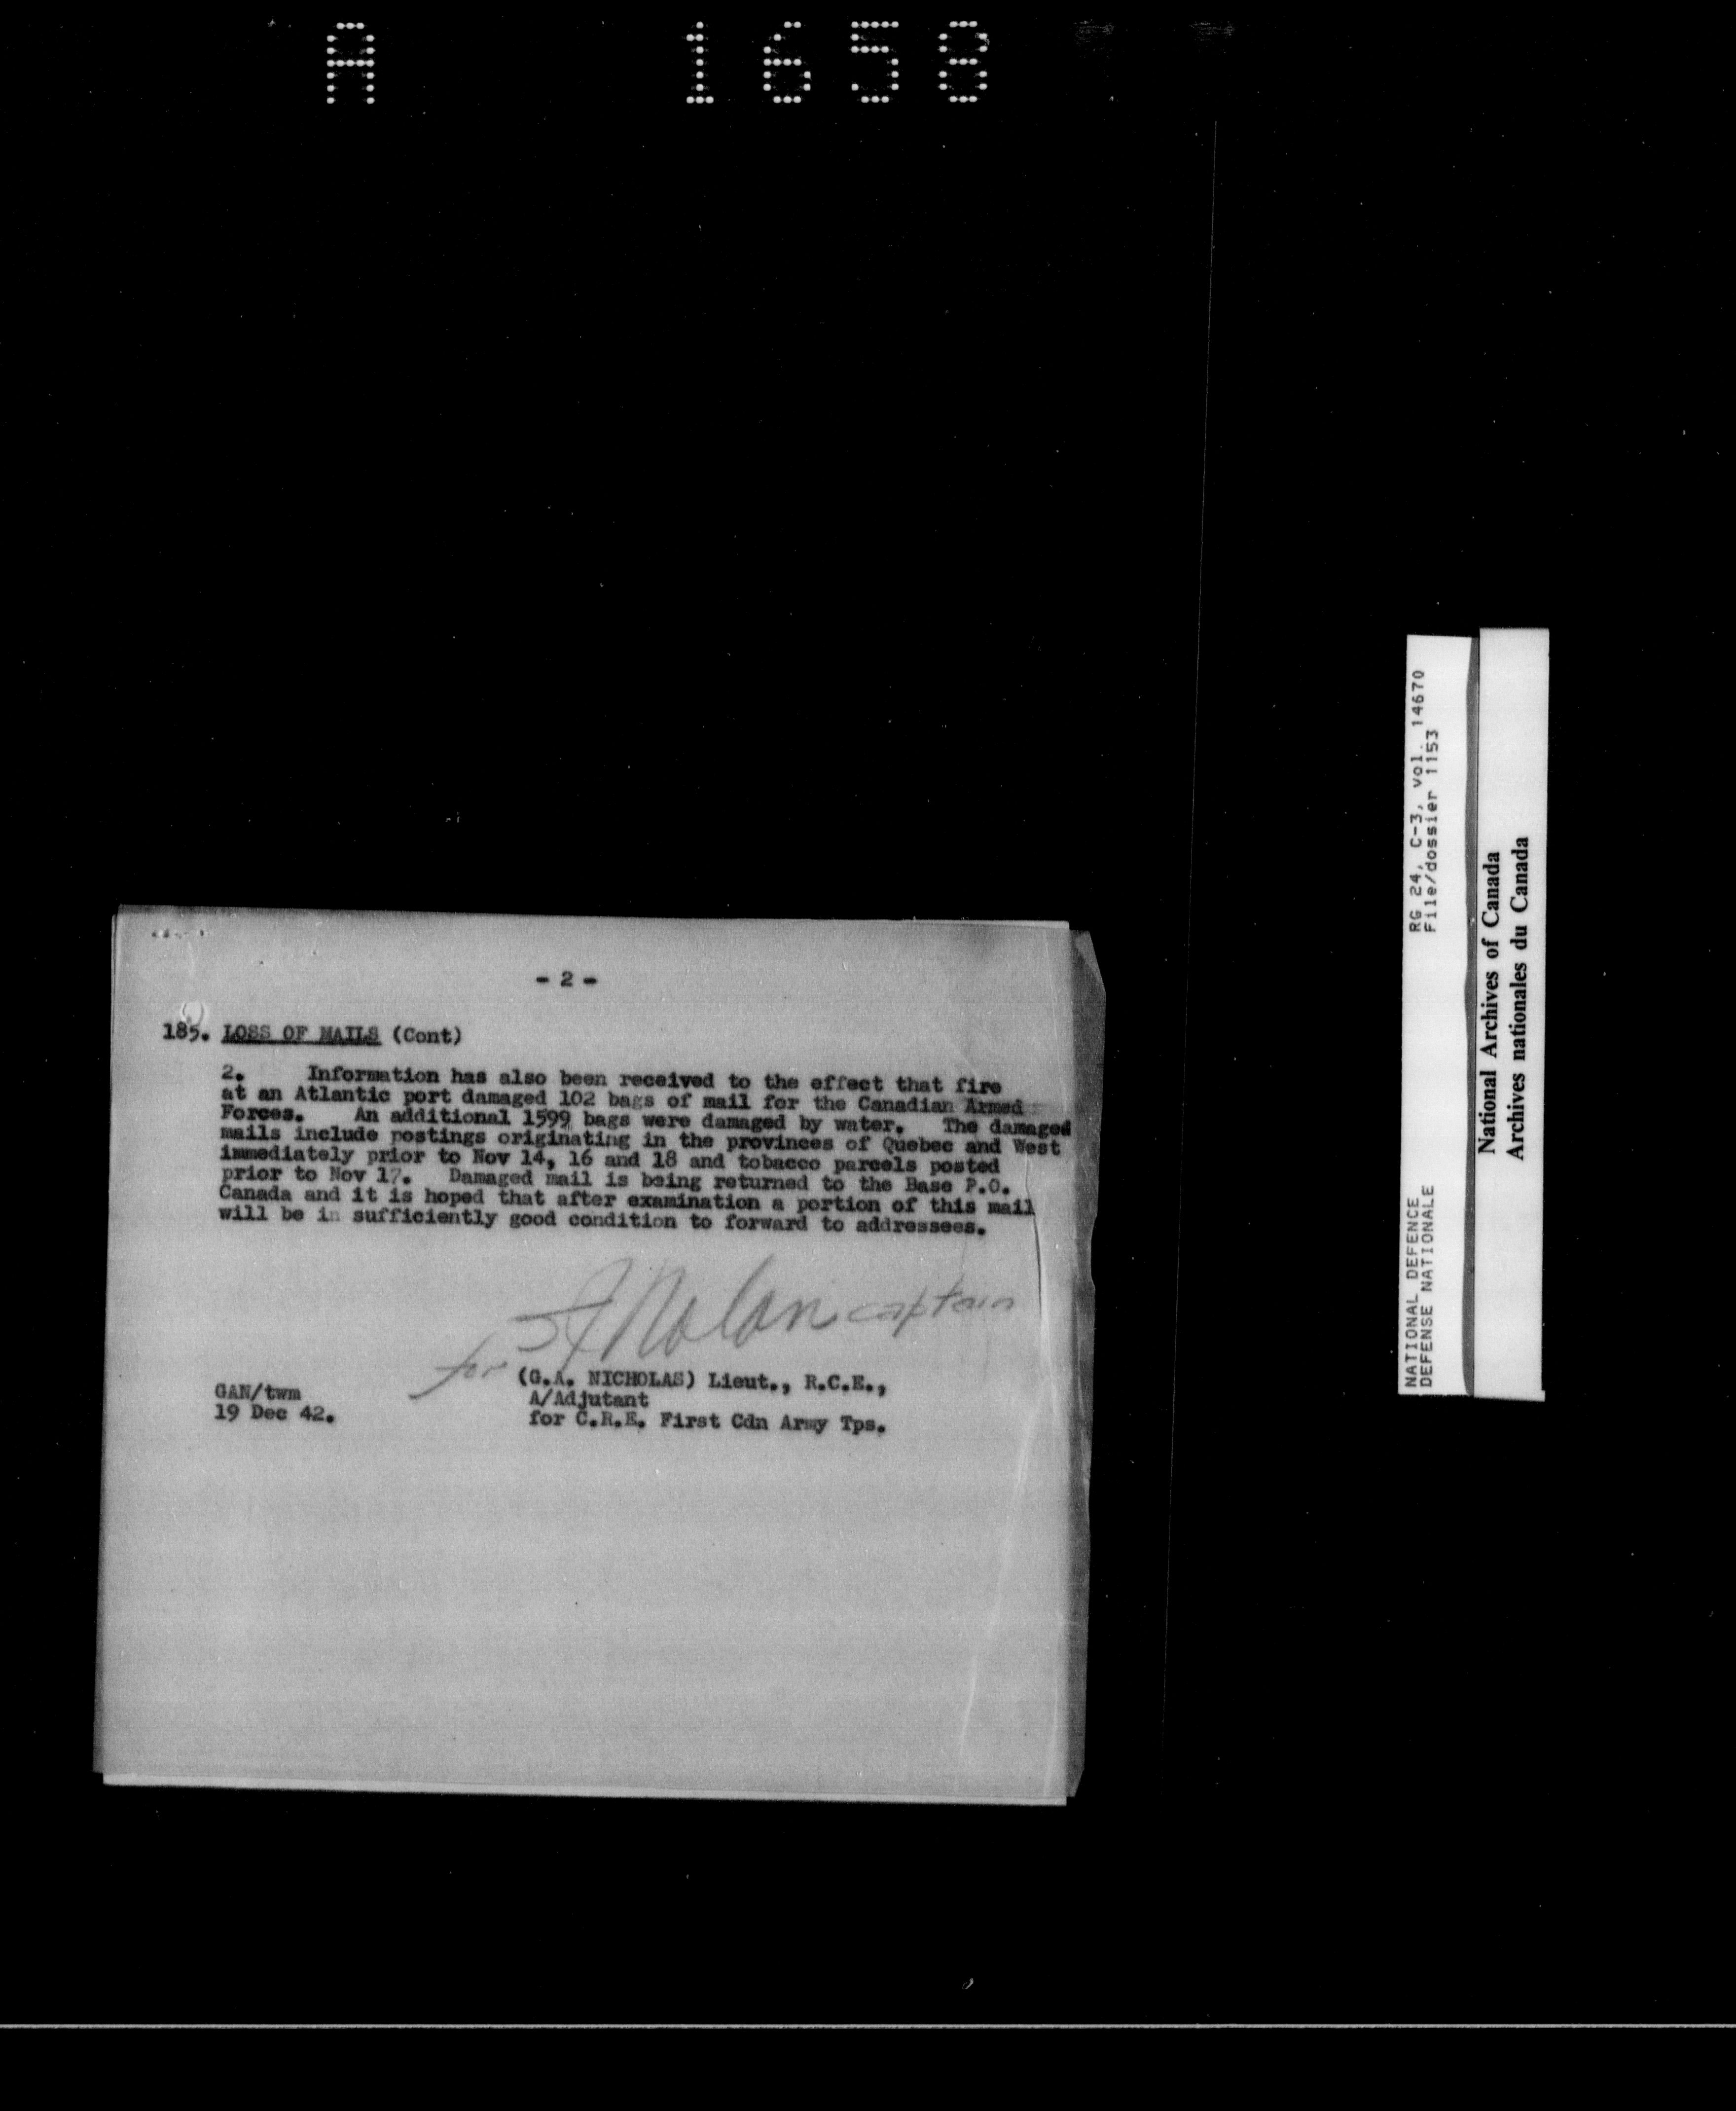 A 1658
- 2 -
185. LOSS OF MAILS (Cont)
2. Information has also been received to the effect that fire
at an Atlantic port damaged 102 bags of mail for the Canadian Armed
Forces. An additional 1599 bags were damaged by water. The damaged
mails include postings originating in the provinces of Quebec and West
immediately prior to Nov 14, 16 and 18 and tobacco parcels posted
prior to Nov 17. Damaged mail is being returned to the Base P.O.
Canada and it is hoped that after examination a portion of this mail
will be in sufficiently good condition to forward to addressees.
Nolan captain
for
(G.A. NICHOLAS) Lieut., R.C.E.,
A/Adjutant
for C.R.E. First Cdn Army Tps.
GAN/twm
19 Dec 42.
NATIONAL DEFENCE RG 24, C-3, vol. 14670
DEFENSE NATIONALE File/dossier 1153
National Archives of Canada
Archives nationales du Canada